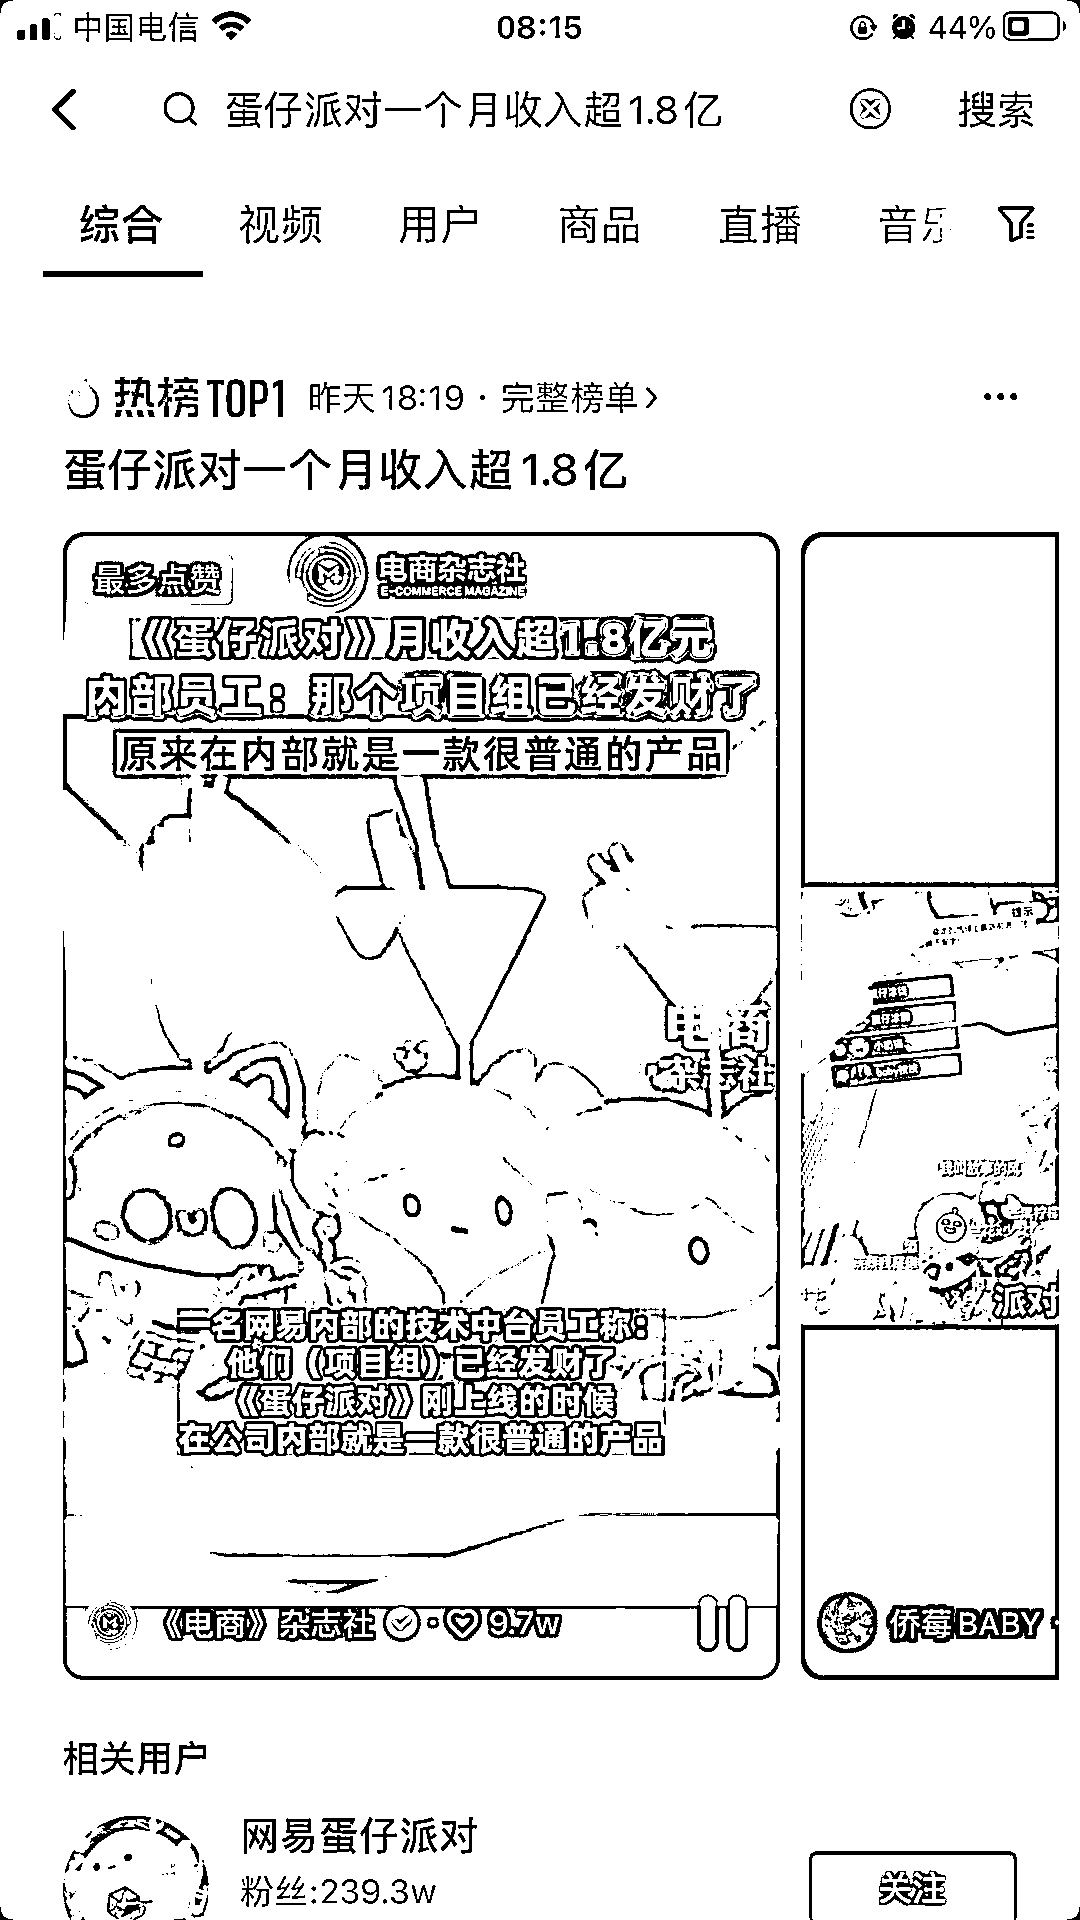 中国电信 08:15 44%
蛋仔派对一个月收入超1.8亿 搜索
综合 视频 用户 商品 直播 音乐
热榜TOP1 昨天18:19 · 完整榜单>
蛋仔派对一个月收入超1.8亿
最多点赞
电商杂志社
E-COMMERCE MAGAZINE
《蛋仔派对》月收入超1.8亿元
内部员工：那个项目组已经发财了
原来在内部就是一款很普通的产品
电商
杂志社
一名网易内部的技术中台员工称：
他们（项目组）已经发财了
《蛋仔派对》刚上线的时候
在公司内部就是一款很普通的产品
派对
《电商》杂志社 · 9.7w
侨莓BABY ·
相关用户
网易蛋仔派对
粉丝:239.3w
关注